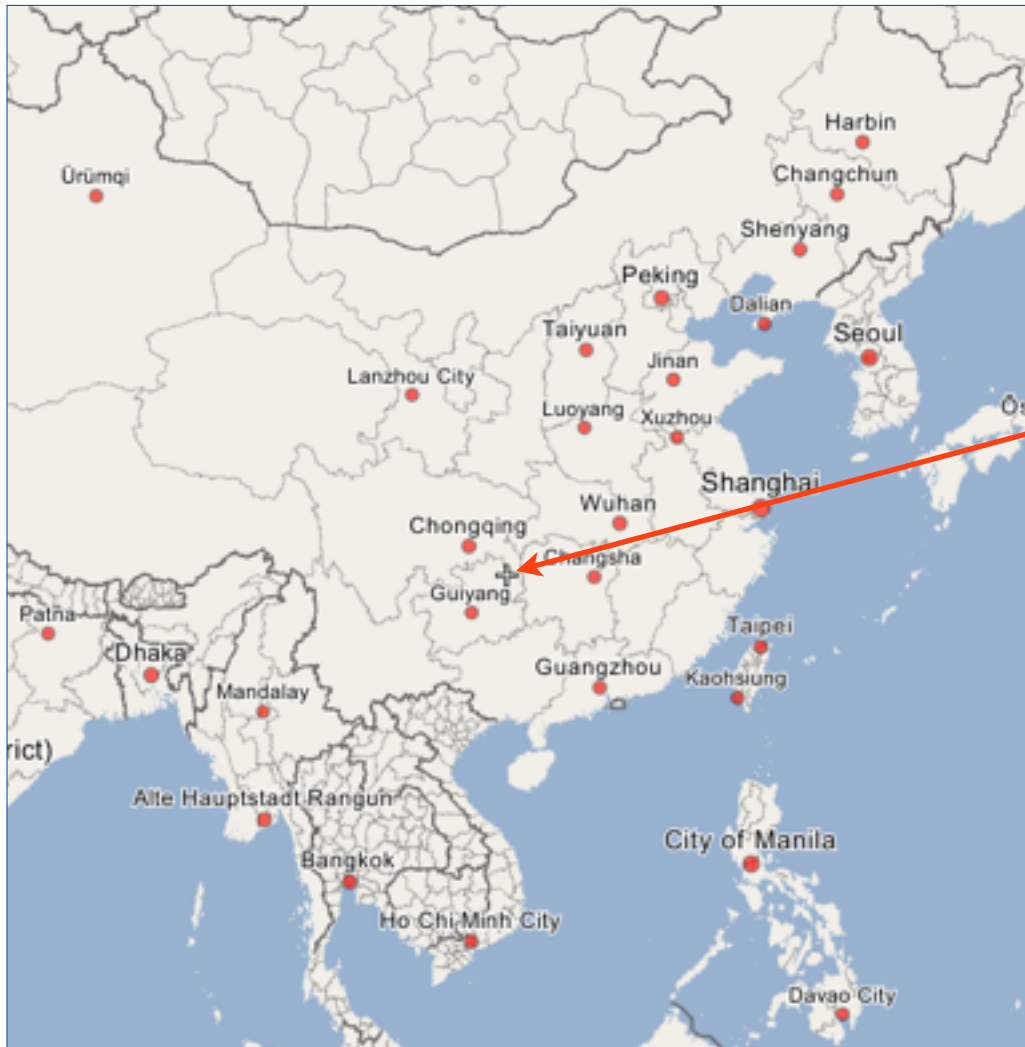 Harbin
Ürümqi
Changchun
Shenyang
Peking
Dalian
Taiyuan
Seoul
Jinan
Lanzhou City
Ōs
Luoyang
Xuzhou
Shanghai
Wuhan
Chongqing
Changsha
Guiyang
Patna
Taipei
Dhaka
Guangzhou
Kaohsiung
Mandalay
rict)
Alte Hauptstadt Rangun
City of Manila
Bangkok
Ho Chi Minh City
Davao City